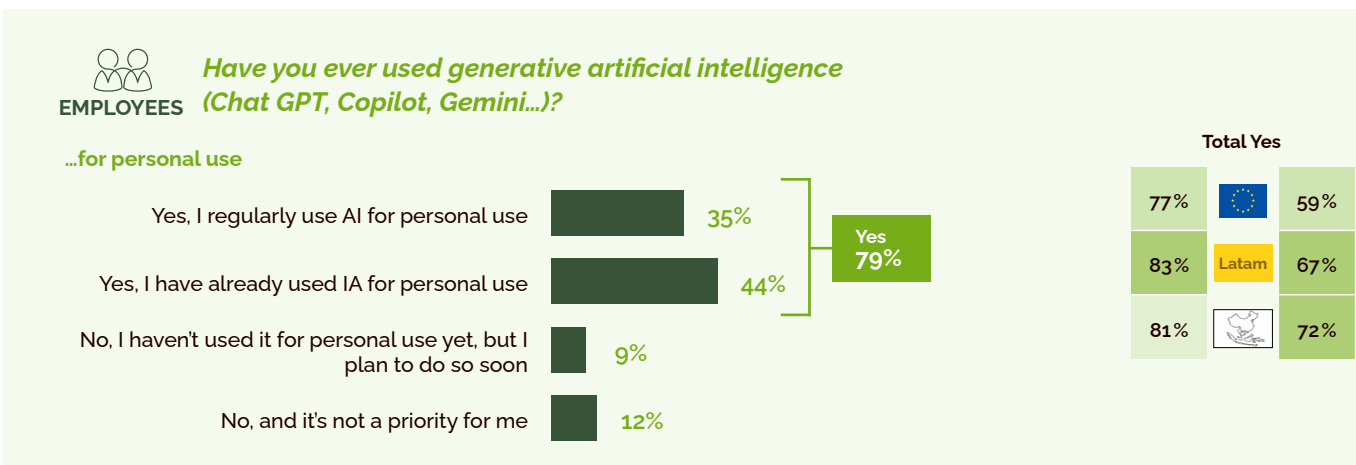 Have you ever used generative artificial intelligence
(Chat GPT, Copilot, Gemini...)?
EMPLOYEES
...for personal use
Yes, I regularly use AI for personal use
35%
Yes, I have already used IA for personal use
44%
Yes
79%
No, I haven't used it for personal use yet, but I
plan to do so soon
9%
No, and it's not a priority for me
12%
Total Yes
77% 59%
83% Latam 67%
81% 72%